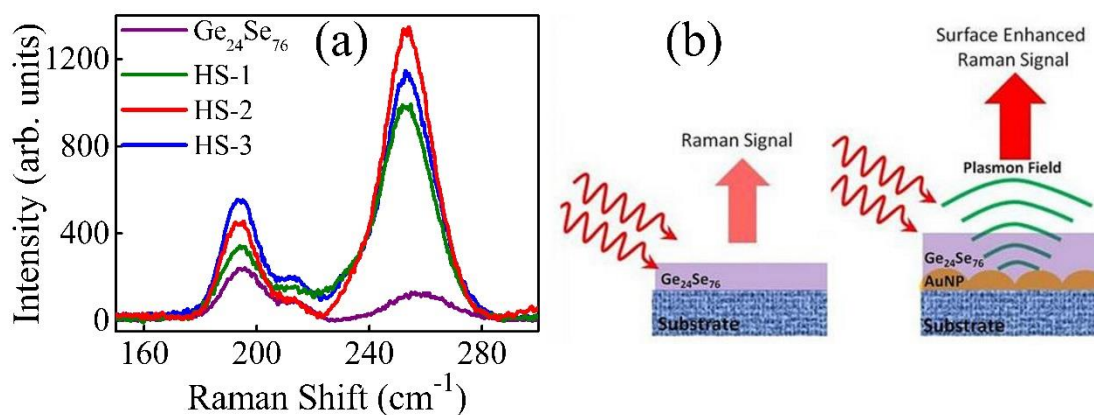 (a)
Ge₂₄Se₇₆
HS-1
HS-2
HS-3
Intensity (arb. units)
1200
800
400
0
160
200
240
280
Raman Shift (cm⁻¹)
(b)
Raman Signal
Ge₂₄Se₇₆
Substrate
Surface Enhanced
Raman Signal
Plasmon Field
Ge₂₄Se₇₆
AuNP
Substrate